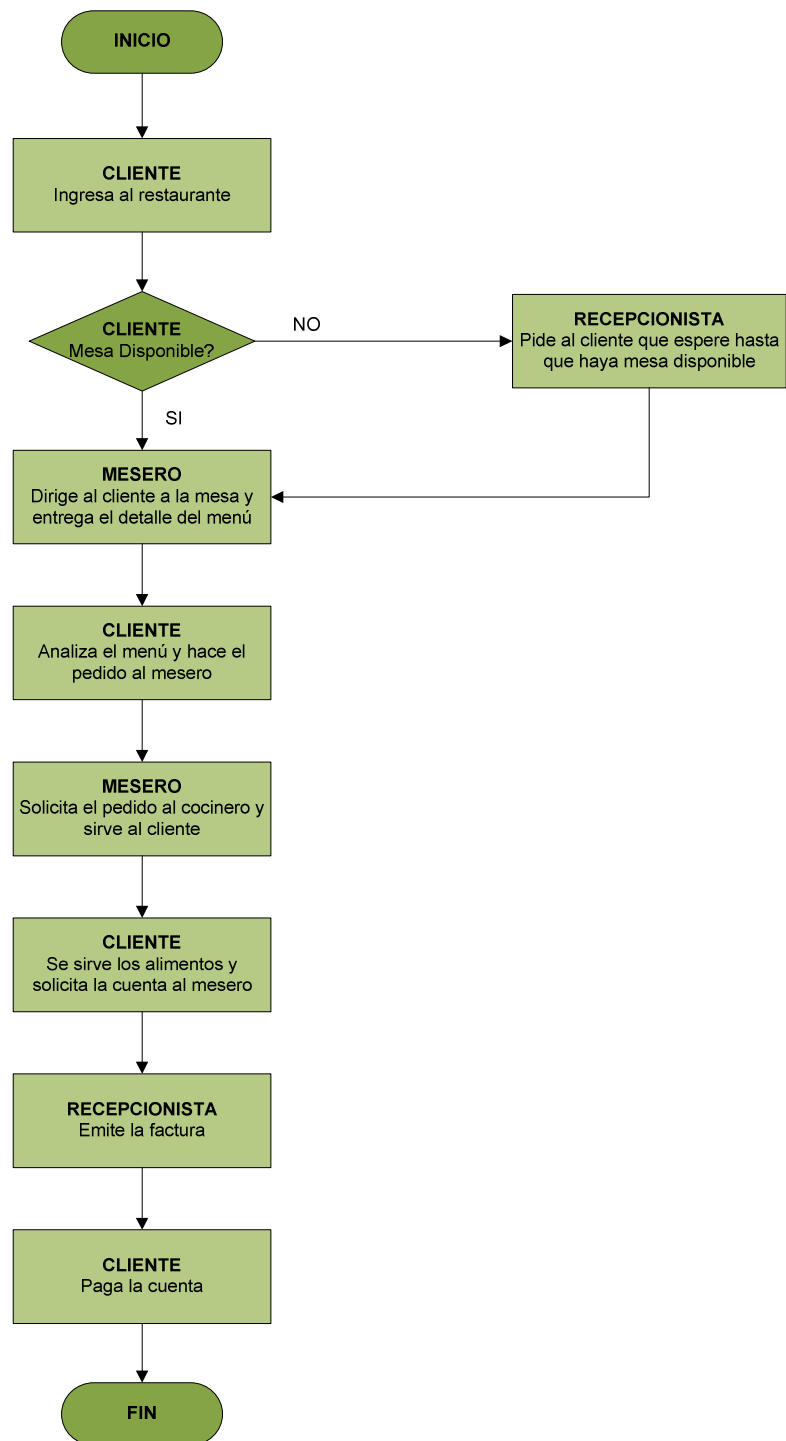 INICIO
CLIENTE
Ingresa al restaurante
CLIENTE
Mesa Disponible?
NO
RECEPCIONISTA
Pide al cliente que espere hasta
que haya mesa disponible
SI
MESERO
Dirige al cliente a la mesa y
entrega el detalle del menú
CLIENTE
Analiza el menú y hace el
pedido al mesero
MESERO
Solicita el pedido al cocinero y
sirve al cliente
CLIENTE
Se sirve los alimentos y
solicita la cuenta al mesero
RECEPCIONISTA
Emite la factura
CLIENTE
Paga la cuenta
FIN